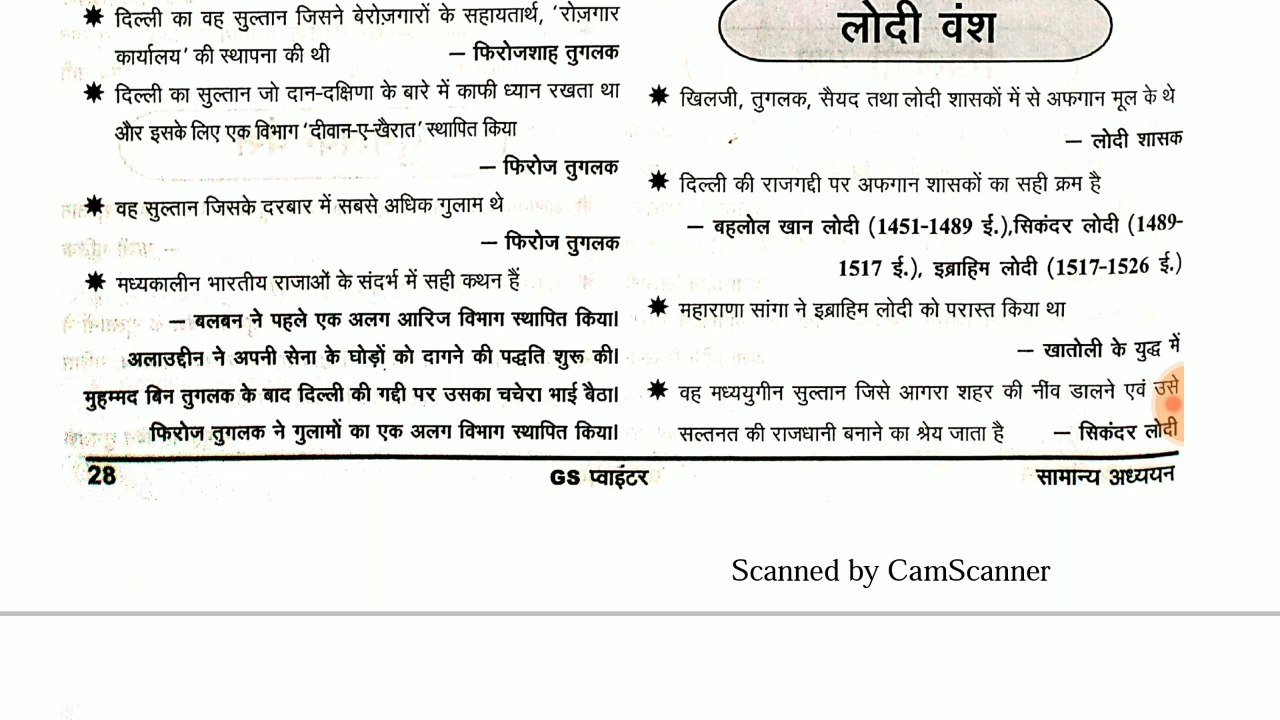 ✷ दिल्ली का वह सुल्तान जिसने बेरोज़गारों के सहायतार्थ, 'रोज़गार
कार्यालय' की स्थापना की थी — फिरोजशाह तुगलक
✷ दिल्ली का सुल्तान जो दान-दक्षिणा के बारे में काफी ध्यान रखता था
और इसके लिए एक विभाग 'दीवान-ए-खैरात' स्थापित किया
— फिरोज तुगलक
✷ वह सुल्तान जिसके दरबार में सबसे अधिक गुलाम थे
— फिरोज तुगलक
✷ मध्यकालीन भारतीय राजाओं के संदर्भ में सही कथन हैं
— बलबन ने पहले एक अलग आरिज विभाग स्थापित किया।
अलाउद्दीन ने अपनी सेना के घोड़ों को दागने की पद्धति शुरू की।
मुहम्मद बिन तुगलक के बाद दिल्ली की गद्दी पर उसका चचेरा भाई बैठा।
फिरोज तुगलक ने गुलामों का एक अलग विभाग स्थापित किया।
लोदी वंश
✷ खिलजी, तुगलक, सैयद तथा लोदी शासकों में से अफगान मूल के थे
— लोदी शासक
✷ दिल्ली की राजगद्दी पर अफगान शासकों का सही क्रम है
— बहलोल खान लोदी (1451-1489 ई.),सिकंदर लोदी (1489-
1517 ई.), इब्राहिम लोदी (1517-1526 ई.)
✷ महाराणा सांगा ने इब्राहिम लोदी को परास्त किया था
— खातोली के युद्ध में
✷ वह मध्ययुगीन सुल्तान जिसे आगरा शहर की नींव डालने एवं उसे
सल्तनत की राजधानी बनाने का श्रेय जाता है — सिकंदर लोदी
28 GS प्वाइंटर सामान्य अध्ययन
Scanned by CamScanner